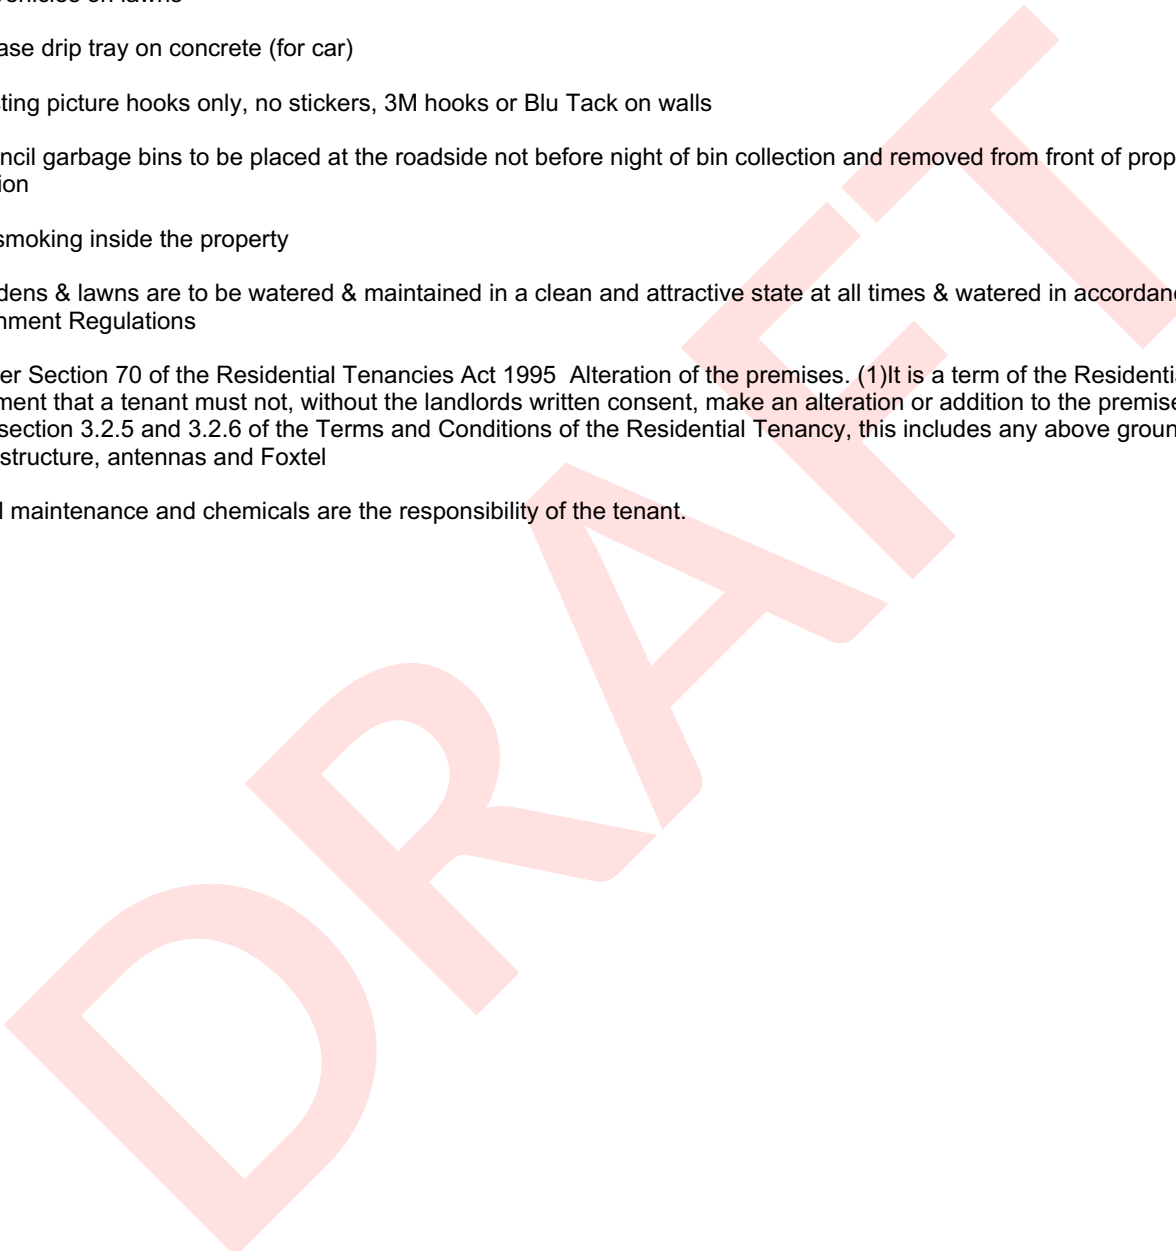 vehicles on lawns
ase drip tray on concrete (for car)
ting picture hooks only, no stickers, 3M hooks or Blu Tack on walls
ncil garbage bins to be placed at the roadside not before night of bin collection and removed from front of prop
ion
smoking inside the property
dens & lawns are to be watered & maintained in a clean and attractive state at all times & watered in accordan
nment Regulations
er Section 70 of the Residential Tenancies Act 1995  Alteration of the premises. (1)It is a term of the Residentia
ment that a tenant must not, without the landlords written consent, make an alteration or addition to the premise
section 3.2.5 and 3.2.6 of the Terms and Conditions of the Residential Tenancy, this includes any above groun
structure, antennas and Foxtel
l maintenance and chemicals are the responsibility of the tenant.
DRAFT